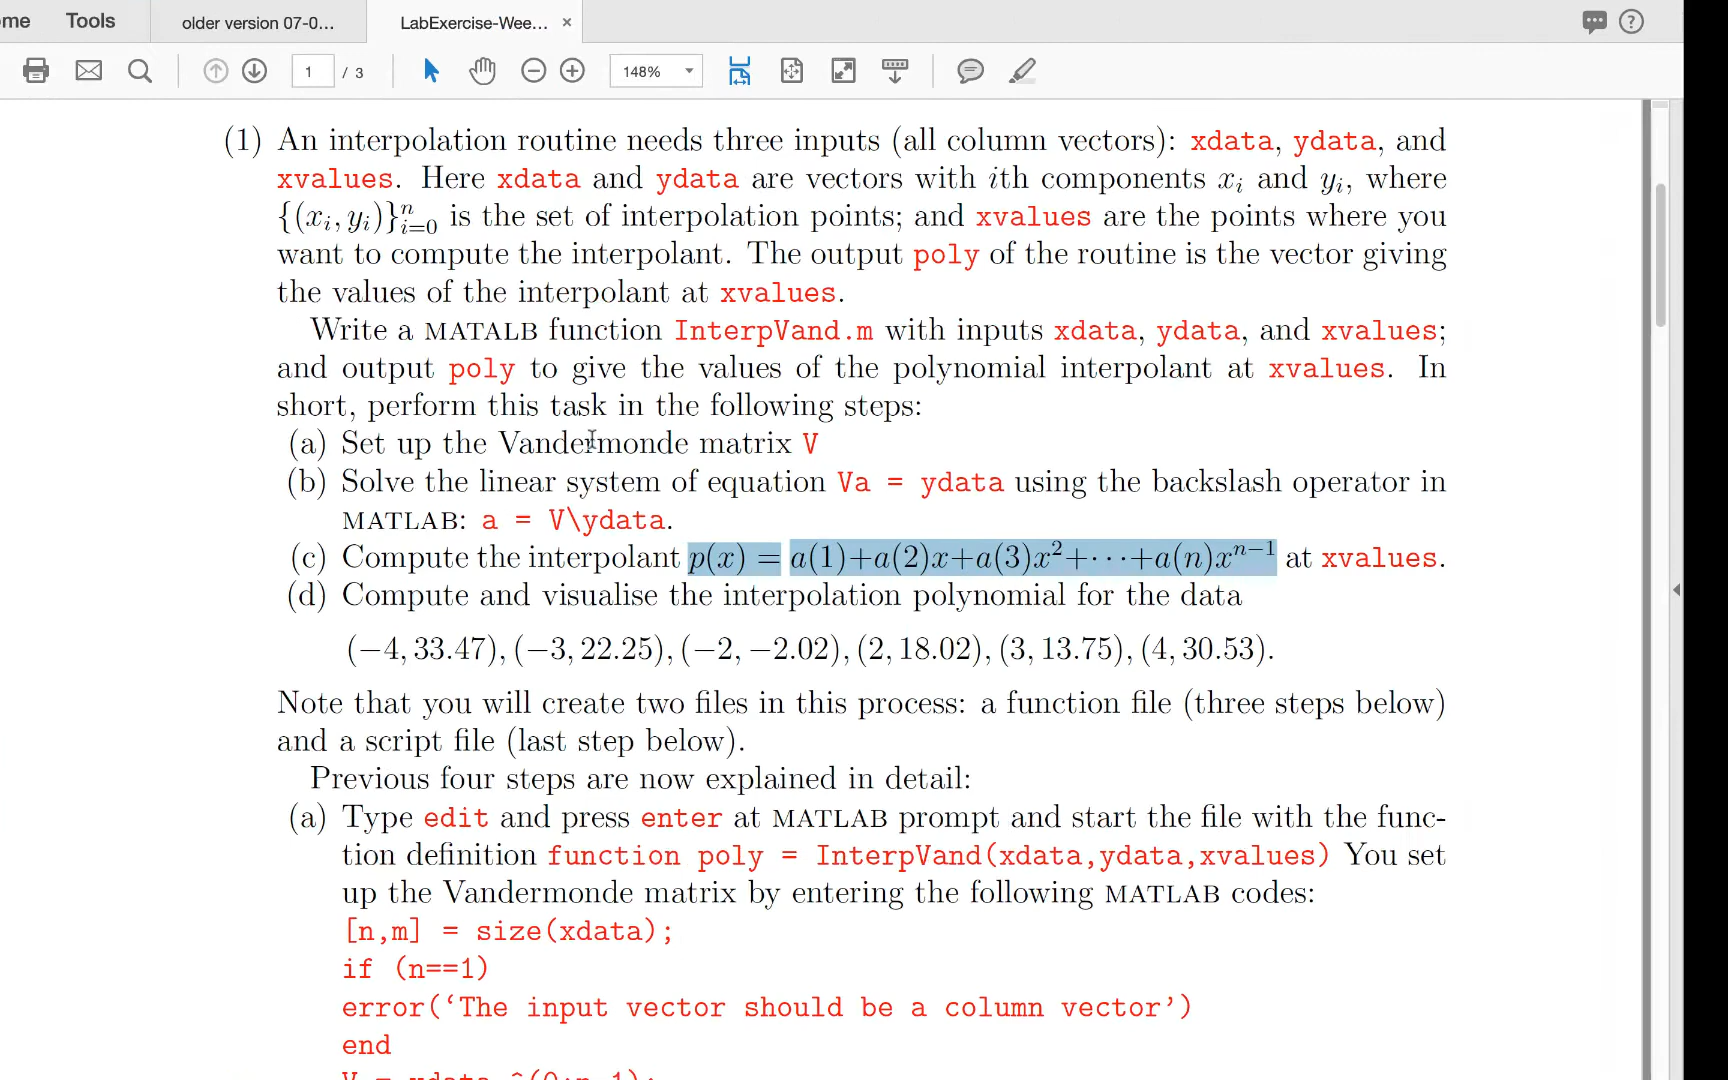 ome Tools older version 07-0... LabExercise-Wee... ×
1 / 3 148%
(1) An interpolation routine needs three inputs (all column vectors): xdata, ydata, and
xvalues. Here xdata and ydata are vectors with ith components xᵢ and yᵢ, where
{(xᵢ, yᵢ)}ⁿᵢ₌₀ is the set of interpolation points; and xvalues are the points where you
want to compute the interpolant. The output poly of the routine is the vector giving
the values of the interpolant at xvalues.
Write a MATALB function InterpVand.m with inputs xdata, ydata, and xvalues;
and output poly to give the values of the polynomial interpolant at xvalues. In
short, perform this task in the following steps:
(a) Set up the Vandermonde matrix V
(b) Solve the linear system of equation Va = ydata using the backslash operator in
MATLAB: a = V\ydata.
(c) Compute the interpolant p(x) = a(1)+a(2)x+a(3)x²+···+a(n)xⁿ⁻¹ at xvalues.
(d) Compute and visualise the interpolation polynomial for the data
(−4, 33.47), (−3, 22.25), (−2, −2.02), (2, 18.02), (3, 13.75), (4, 30.53).
Note that you will create two files in this process: a function file (three steps below)
and a script file (last step below).
Previous four steps are now explained in detail:
(a) Type edit and press enter at MATLAB prompt and start the file with the func-
tion definition function poly = InterpVand(xdata,ydata,xvalues) You set
up the Vandermonde matrix by entering the following MATLAB codes:
[n,m] = size(xdata);
if (n==1)
error(‘The input vector should be a column vector’)
end